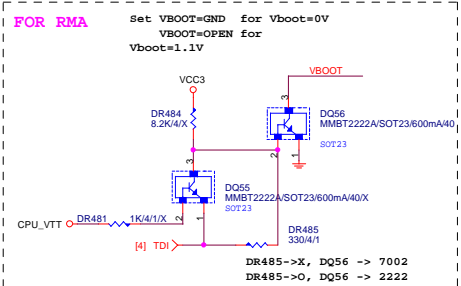 FOR RMA
Set VBOOT=GND for Vboot=0V
VBOOT=OPEN for
Vboot=1.1V
VBOOT
VCC3
DR484
8.2K/4/X
3
DQ56
MMBT2222A/SOT23/600mA/40
SOT23
2
1
3
DQ55
MMBT2222A/SOT23/600mA/40/X
SOT23
CPU_VTT
DR481
1K/4/1/X
2
1
[4] TDI
DR485
330/4/1
DR485->X, DQ56 -> 7002
DR485->O, DQ56 -> 2222